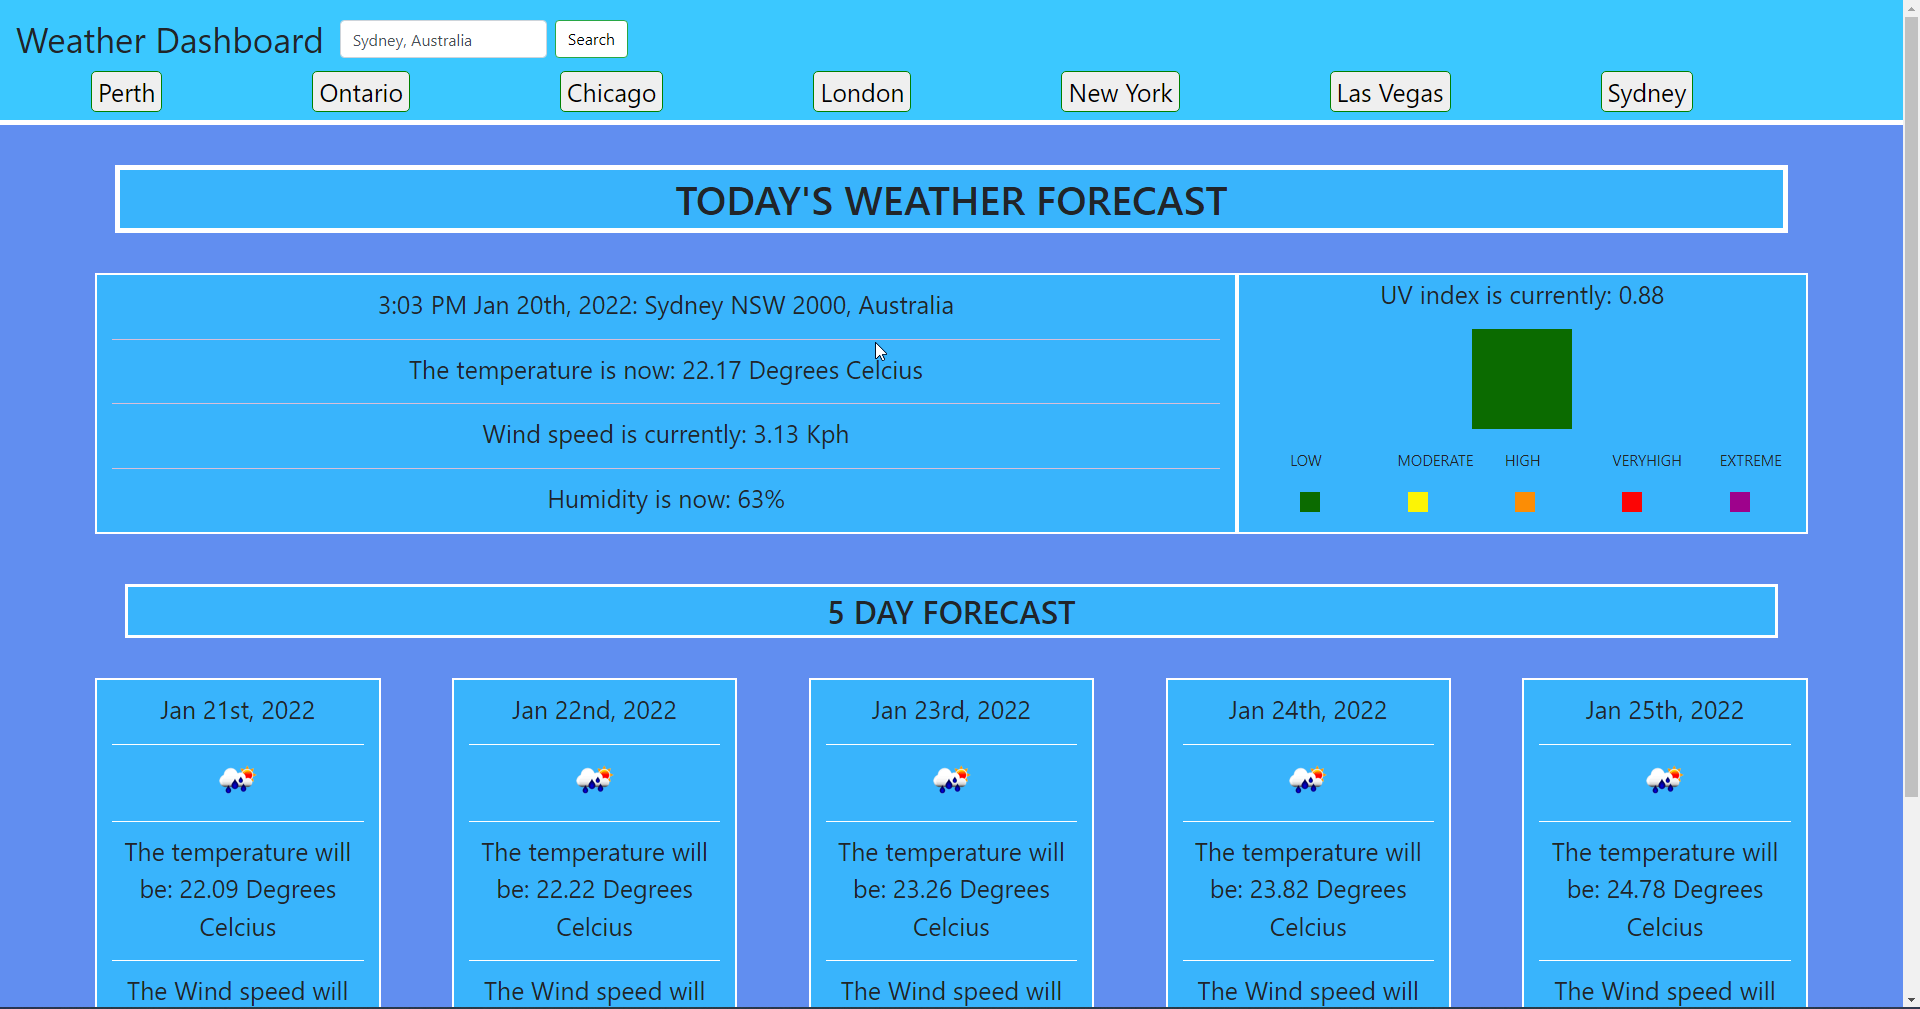 Weather Dashboard
Sydney, Australia
Search
Perth
Ontario
Chicago
London
New York
Las Vegas
Sydney
TODAY'S WEATHER FORECAST
3:03 PM Jan 20th, 2022: Sydney NSW 2000, Australia
The temperature is now: 22.17 Degrees Celcius
Wind speed is currently: 3.13 Kph
Humidity is now: 63%
UV index is currently: 0.88
LOW
MODERATE
HIGH
VERYHIGH
EXTREME
5 DAY FORECAST
Jan 21st, 2022
The temperature will
be: 22.09 Degrees
Celcius
The Wind speed will
Jan 22nd, 2022
The temperature will
be: 22.22 Degrees
Celcius
The Wind speed will
Jan 23rd, 2022
The temperature will
be: 23.26 Degrees
Celcius
The Wind speed will
Jan 24th, 2022
The temperature will
be: 23.82 Degrees
Celcius
The Wind speed will
Jan 25th, 2022
The temperature will
be: 24.78 Degrees
Celcius
The Wind speed will